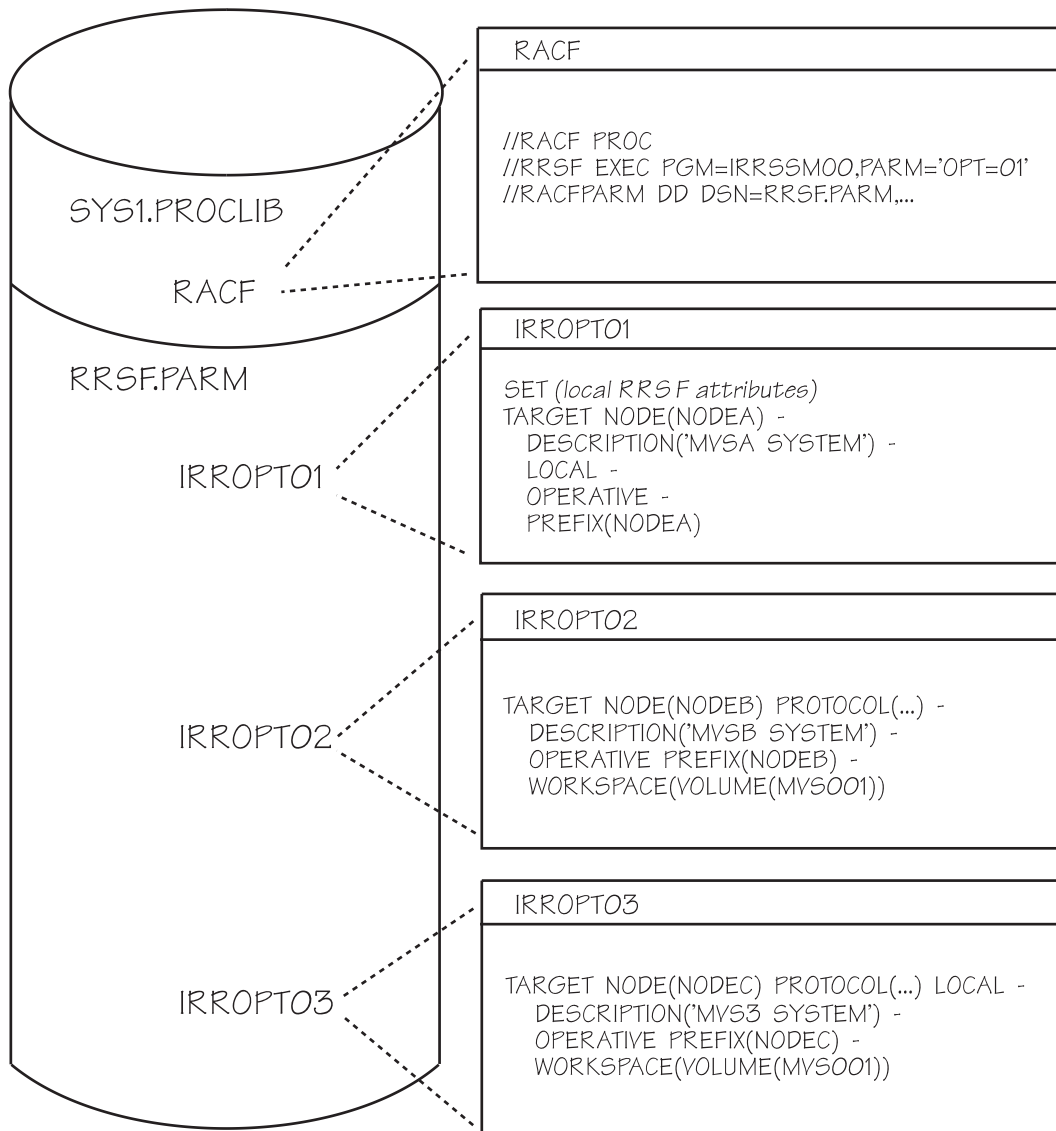 SYS1.PROCLIB
RACF
RRSF.PARM
IRROPT01
IRROPT02
IRROPT03
RACF
//RACF PROC
//RRSF EXEC PGM=IRRSSM00,PARM='OPT=01'
//RACFPARM DD DSN=RRSF.PARM,...
IRROPT01
SET (local RRSF attributes)
TARGET NODE(NODEA) -
DESCRIPTION('MVSA SYSTEM') -
LOCAL -
OPERATIVE -
PREFIX(NODEA)
IRROPT02
TARGET NODE(NODEB) PROTOCOL(...) -
DESCRIPTION('MVSB SYSTEM') -
OPERATIVE PREFIX(NODEB) -
WORKSPACE(VOLUME(MVS001))
IRROPT03
TARGET NODE(NODEC) PROTOCOL(...) LOCAL -
DESCRIPTION('MVS3 SYSTEM') -
OPERATIVE PREFIX(NODEC) -
WORKSPACE(VOLUME(MVS001))